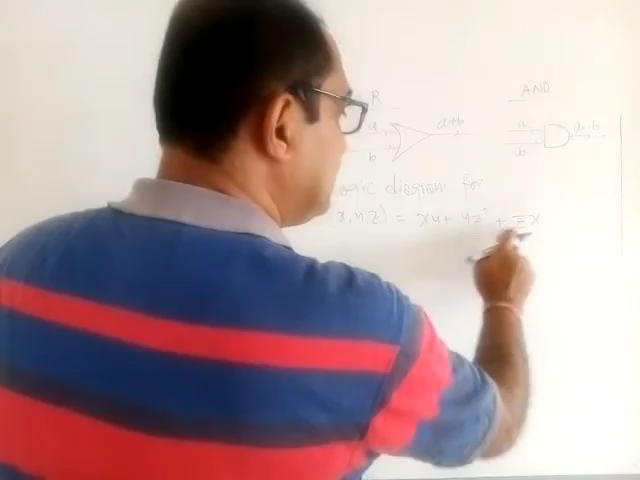 R AND
a a+b a a·b
b b
ogic diagram for
x, y, z) = xy + yz' + zx